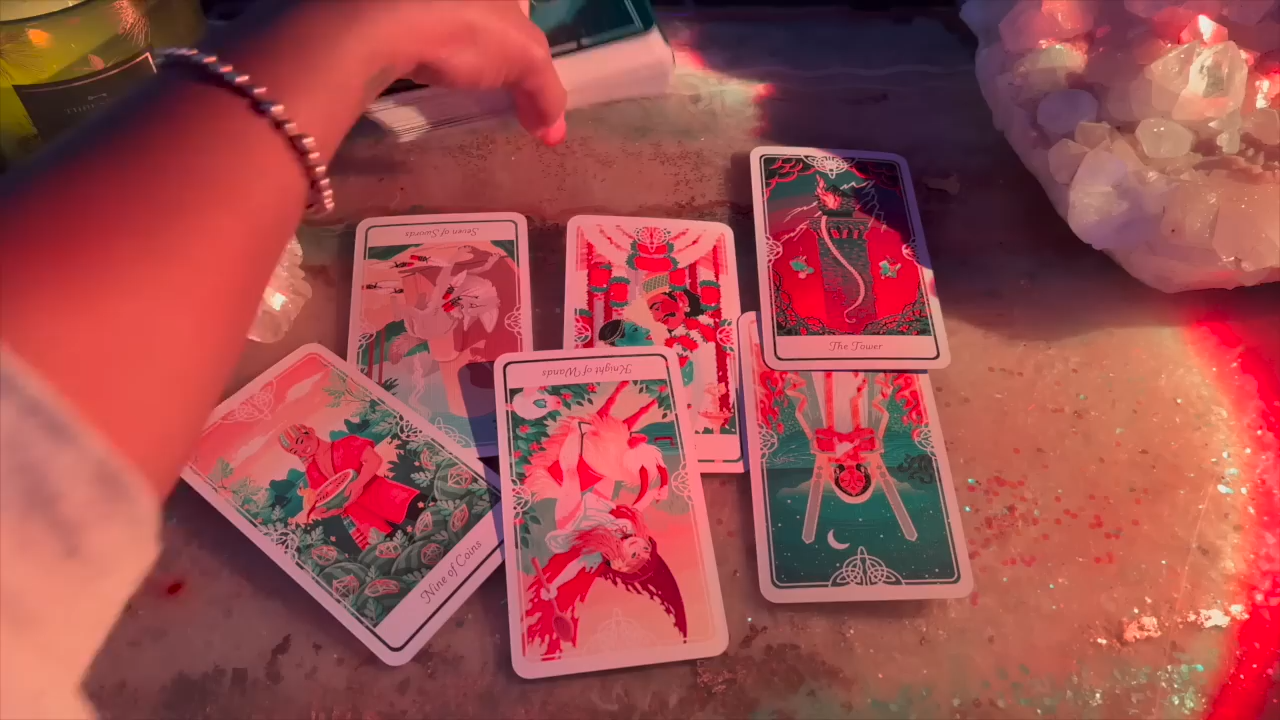 Seven of Swords
The Tower
Knight of Wands
Nine of Coins